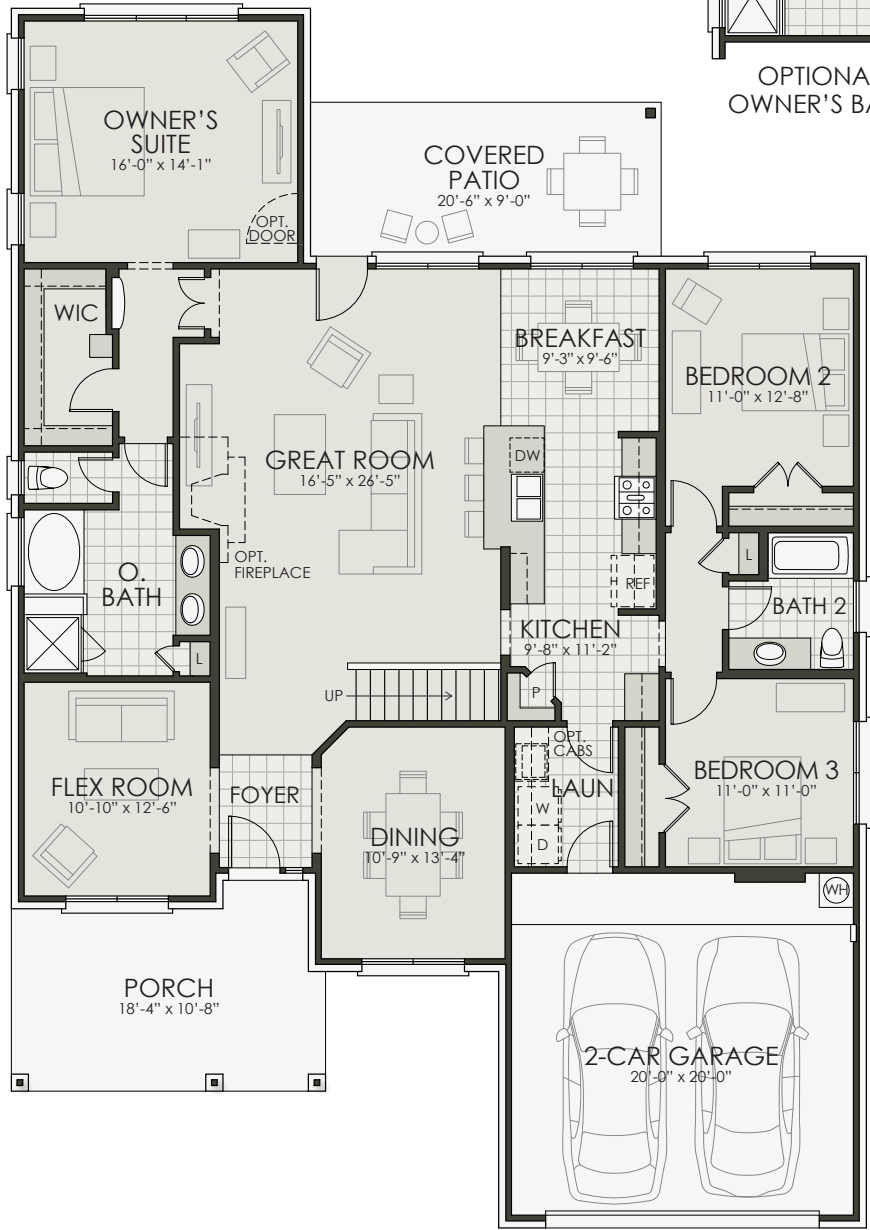 OPTIONA
OWNER'S BA
OWNER'S
SUITE
16'-0" x 14'-1"
OPT.
DOOR
COVERED
PATIO
20'-6" x 9'-0"
WIC
BREAKFAST
9'-3" x 9'-6"
BEDROOM 2
11'-0" x 12'-8"
GREAT ROOM
16'-5" x 26'-5"
DW
OPT.
FIREPLACE
REF
L
O.
BATH
BATH 2
KITCHEN
9'-8" x 11'-2"
L
UP
P
OPT.
CABS
LAUN
W
D
FLEX ROOM
10'-10" x 12'-6"
FOYER
DINING
10'-9" x 13'-4"
BEDROOM 3
11'-0" x 11'-0"
WH
PORCH
18'-4" x 10'-8"
2-CAR GARAGE
20'-0" x 20'-0"